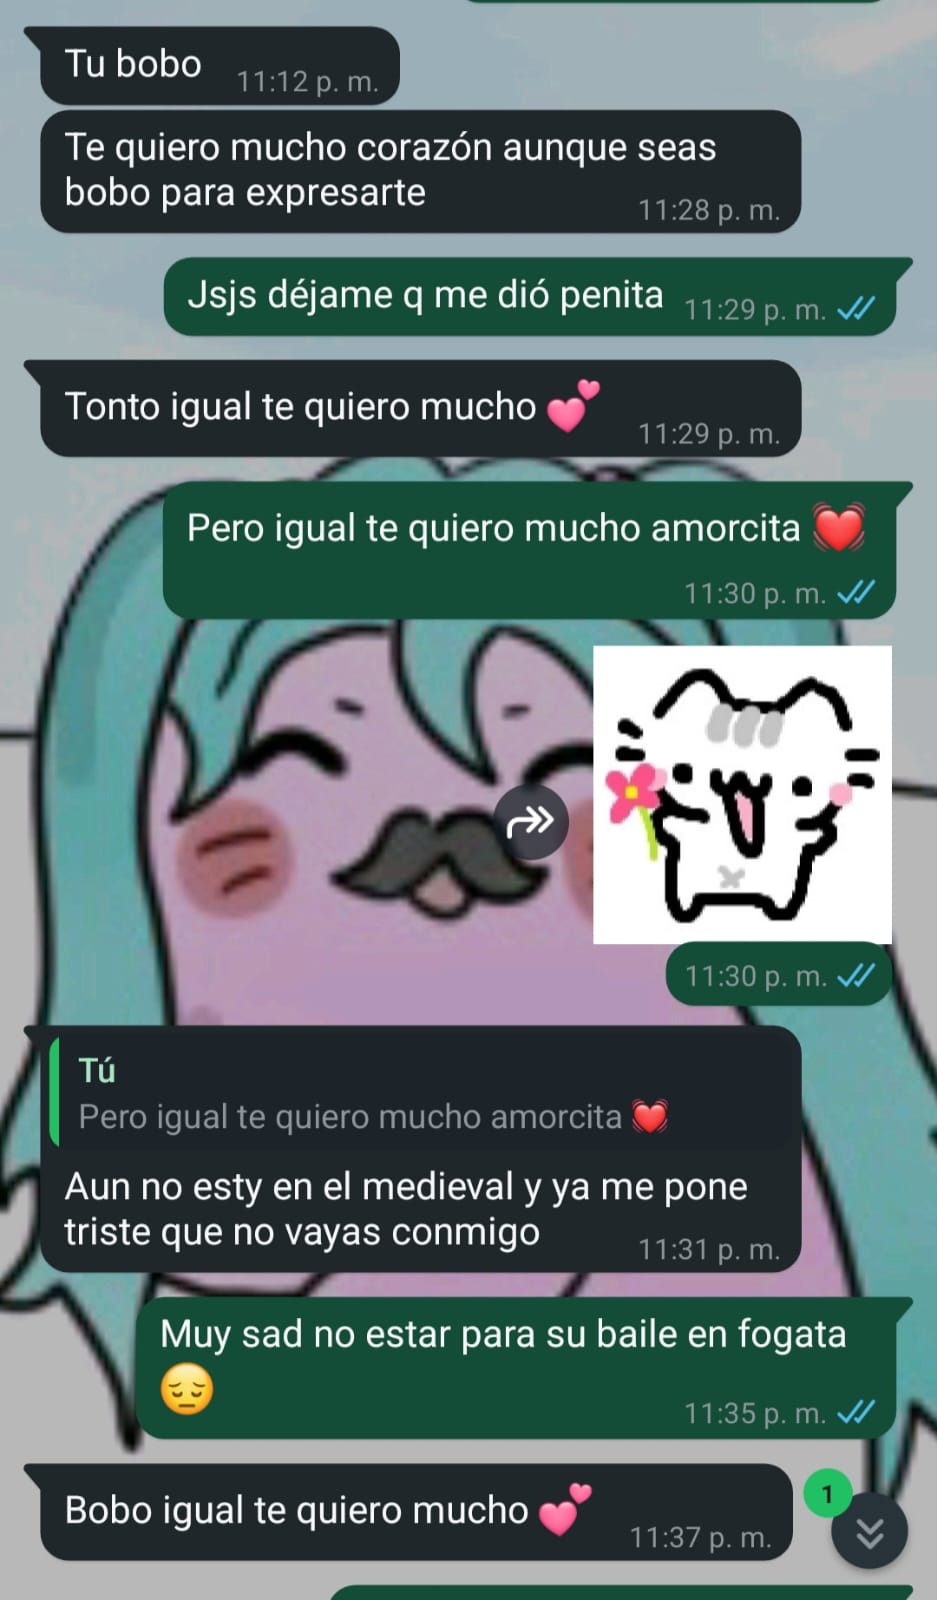 Tu bobo
11:12 p. m.
Te quiero mucho corazón aunque seas
bobo para expresarte
11:28 p. m.
Jsjs déjame q me dió penita
11:29 p. m.
Tonto igual te quiero mucho 💕
11:29 p. m.
Pero igual te quiero mucho amorcita 💓
11:30 p. m.
11:30 p. m.
Tú
Pero igual te quiero mucho amorcita 💓
Aun no esty en el medieval y ya me pone
triste que no vayas conmigo
11:31 p. m.
Muy sad no estar para su baile en fogata
😔
11:35 p. m.
Bobo igual te quiero mucho 💕
11:37 p. m.
1